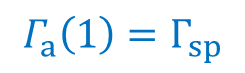 Γₐ(1) = Γₛₚ